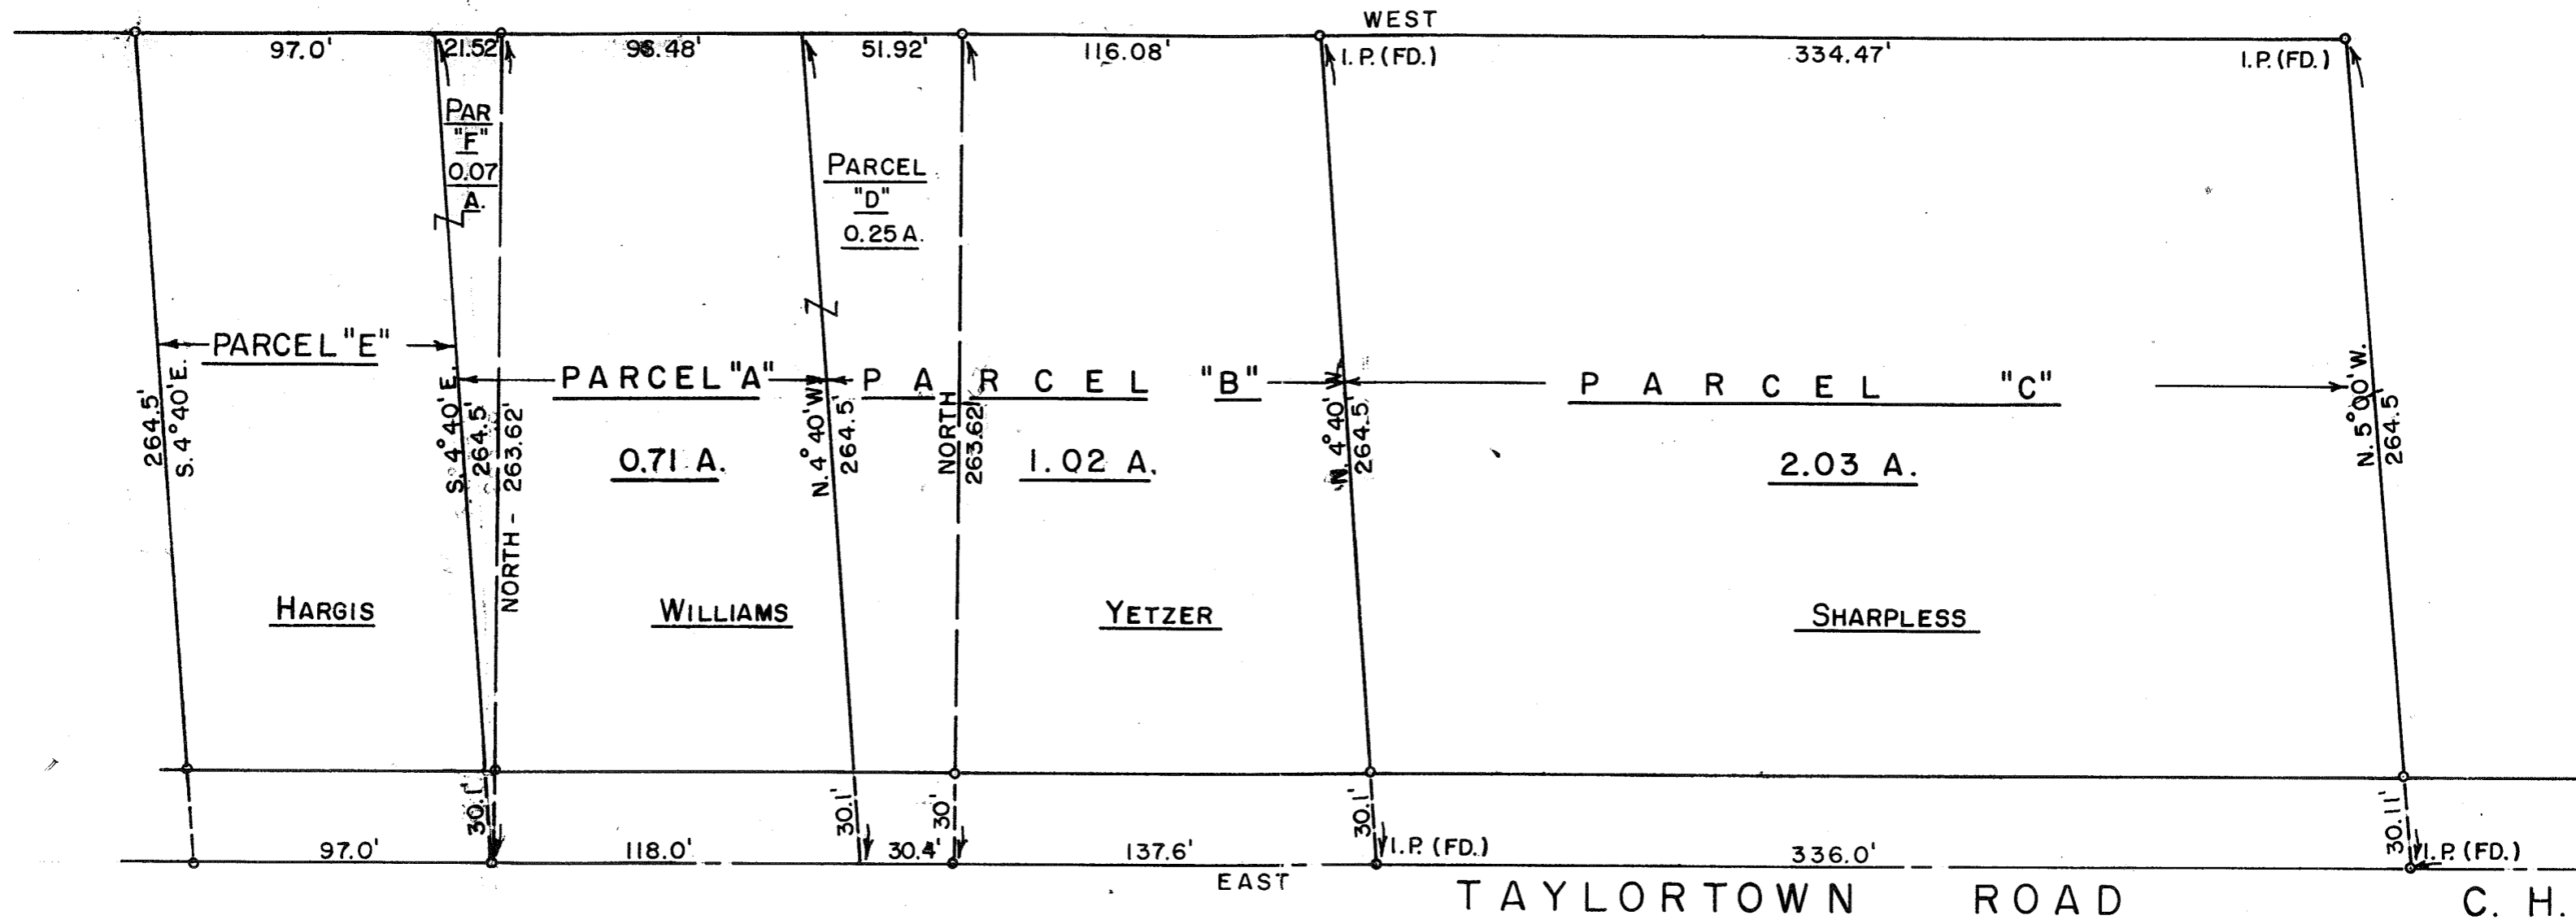 WEST
97.0'
21.52'
96.48'
51.92'
116.08'
I.P. (FD.)
334.47'
I.P. (FD.)
PAR
"F"
0.07
A.
PARCEL
"D"
0.25 A.
PARCEL "E"
PARCEL "A"
PARCEL "B"
PARCEL "C"
264.5'
S. 4° 40' E.
S. 4° 40' E.
264.5'
NORTH - 263.62'
0.71 A.
N. 4° 40' W.
264.5'
NORTH
263.62'
1.02 A.
N. 4° 40' W.
264.5'
2.03 A.
N. 5° 00' W.
264.5'
HARGIS
WILLIAMS
YETZER
SHARPLESS
30.1'
30.1'
30'
30.1'
30.11'
97.0'
118.0'
30.4'
137.6'
I.P. (FD.)
336.0'
I.P. (FD.)
EAST
TAYLORTOWN ROAD C. H.